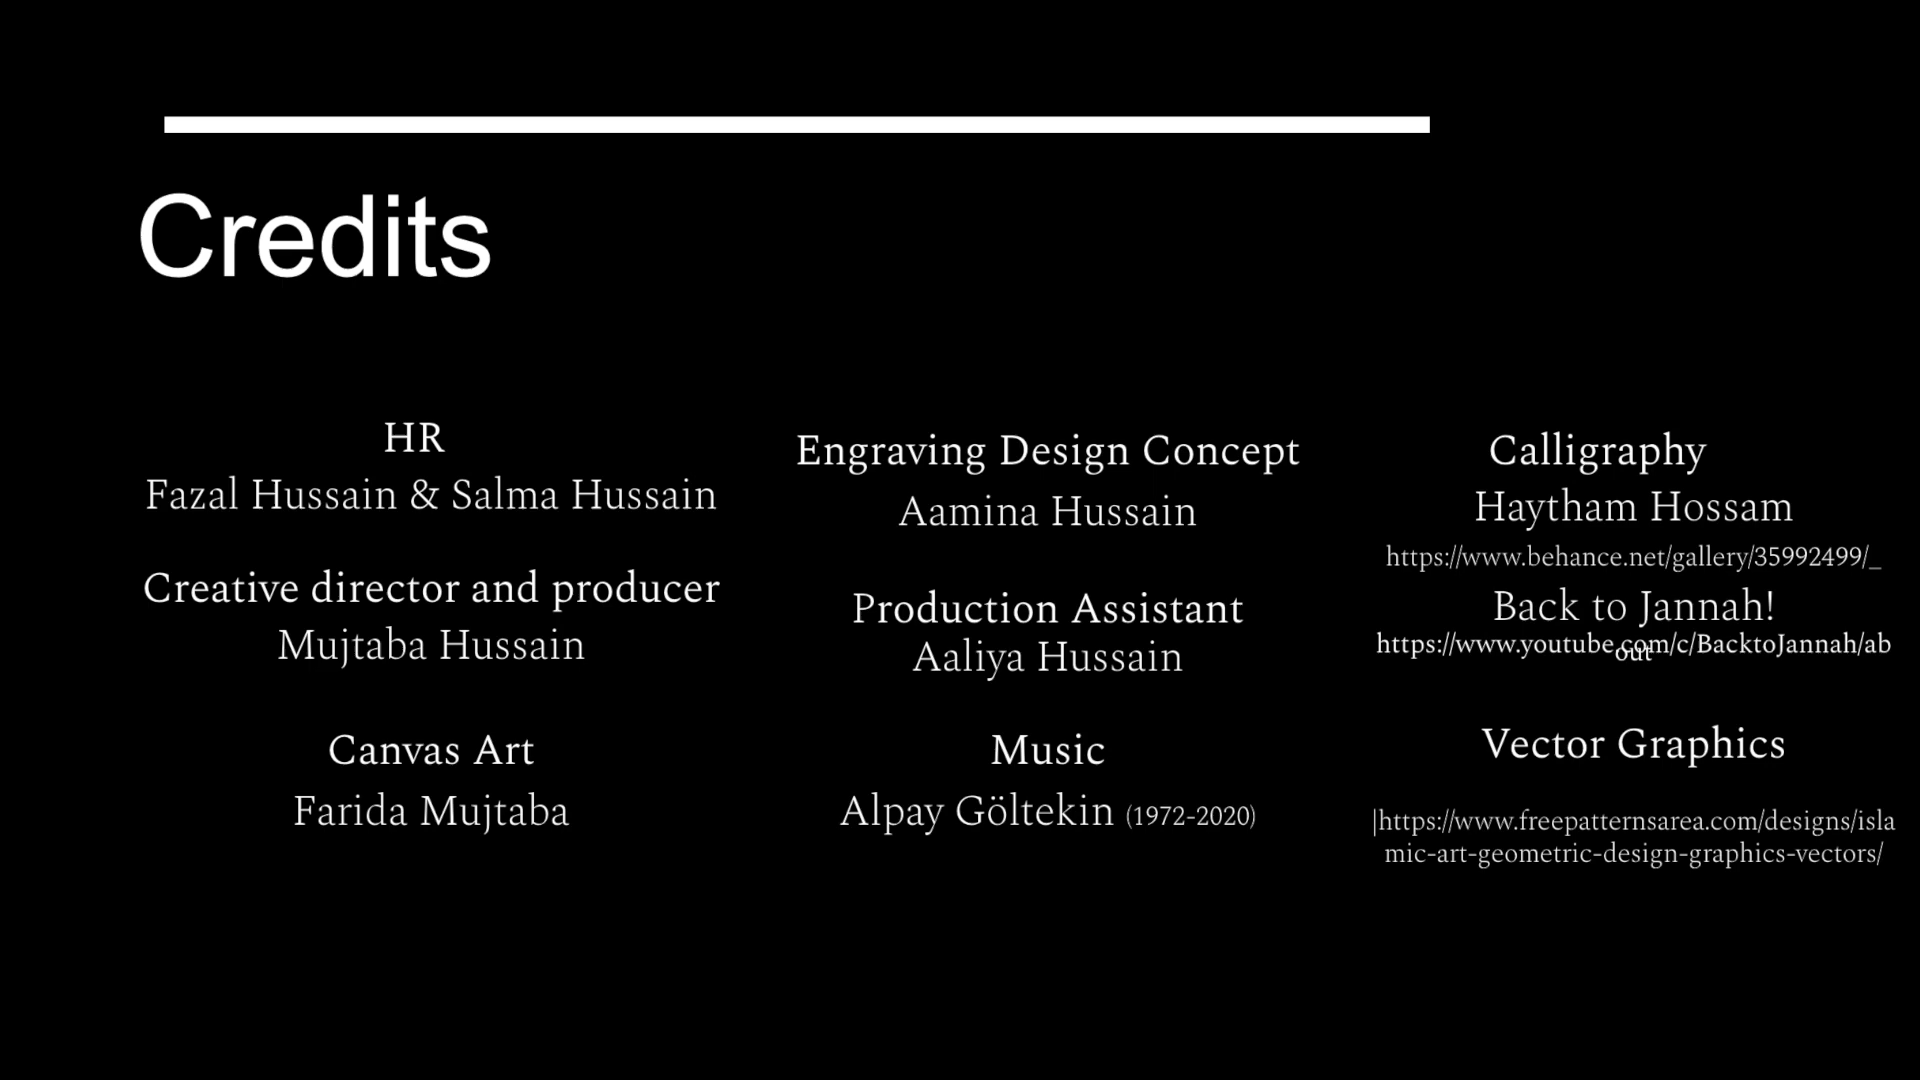 Credits
HR
Fazal Hussain & Salma Hussain
Creative director and producer
Mujtaba Hussain
Canvas Art
Farida Mujtaba
Engraving Design Concept
Aamina Hussain
Production Assistant
Aaliya Hussain
Music
Alpay Göltekin (1972-2020)
Calligraphy
Haytham Hossam
https://www.behance.net/gallery/35992499/_
Back to Jannah!
https://www.youtube.com/c/BacktoJannah/ab
out
Vector Graphics
|https://www.freepatternsarea.com/designs/isla
mic-art-geometric-design-graphics-vectors/